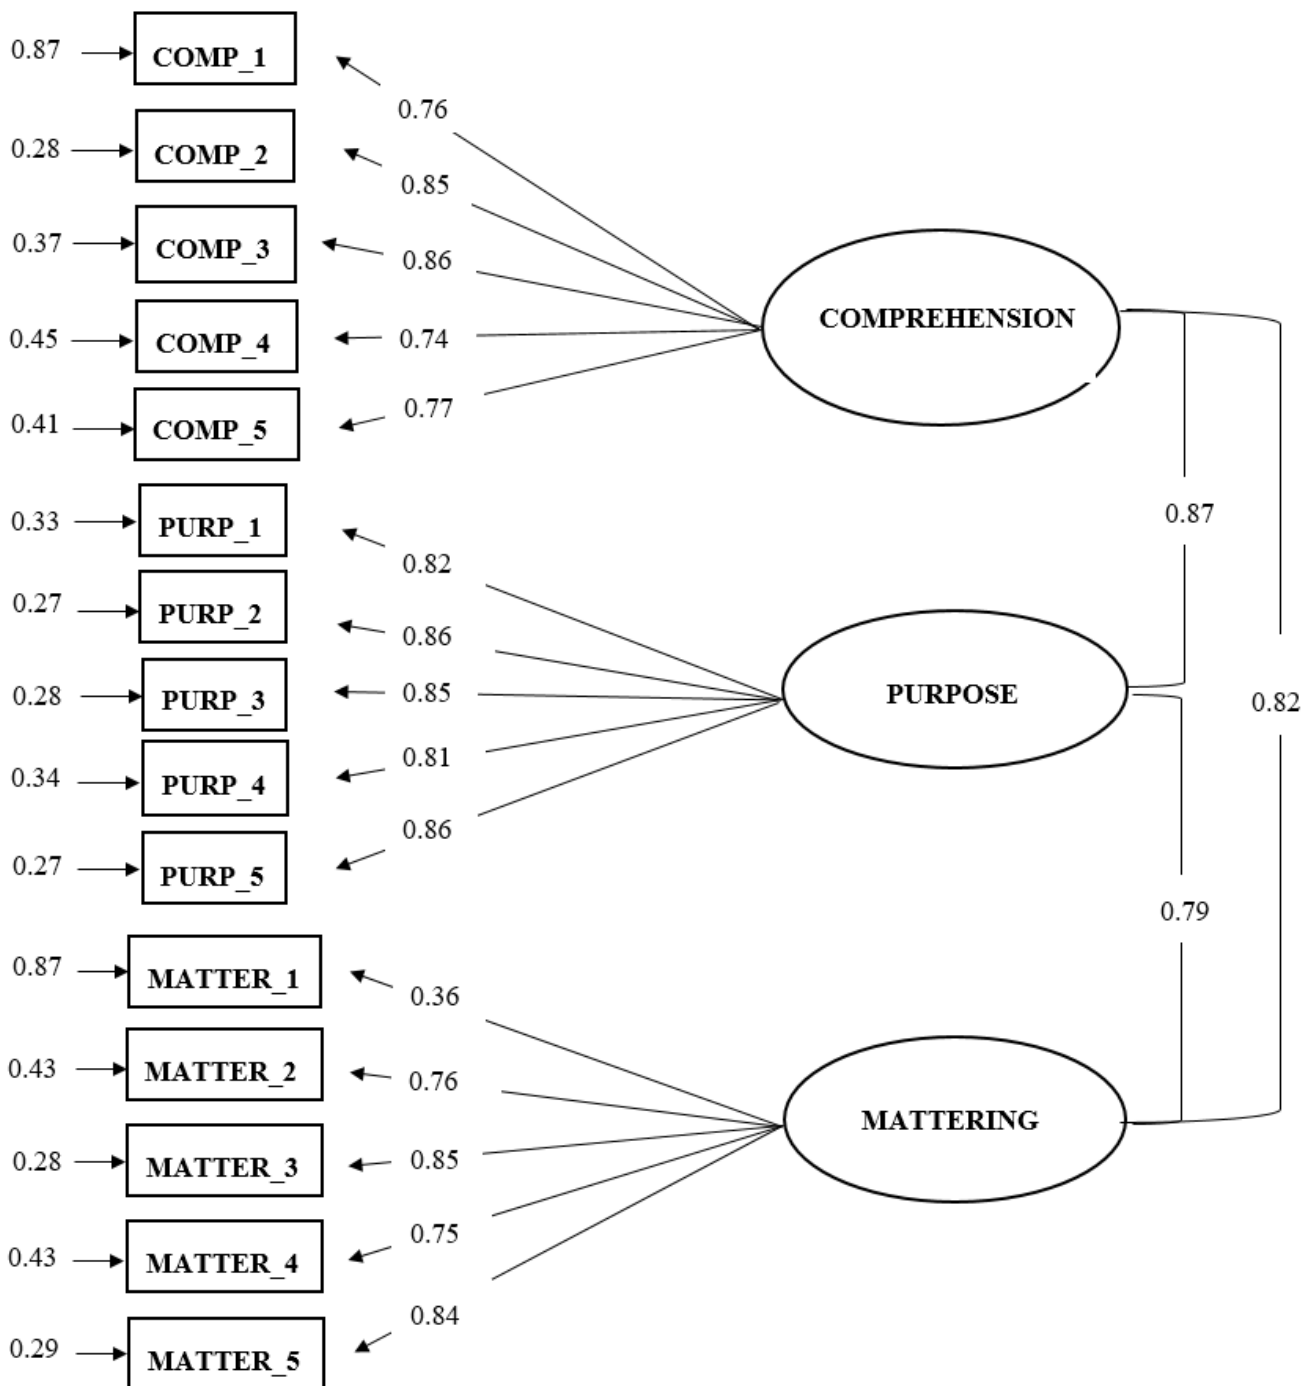 0.87 COMP_1
0.76
0.28 COMP_2
0.85
0.37 COMP_3
0.86
COMPREHENSION
0.45 COMP_4
0.74
0.41 COMP_5
0.77
0.33 PURP_1
0.87
0.82
0.27 PURP_2
0.86
0.28 PURP_3
0.85
PURPOSE
0.82
0.34 PURP_4
0.81
0.27 PURP_5
0.86
0.79
0.87 MATTER_1
0.36
0.43 MATTER_2
0.76
MATTERING
0.28 MATTER_3
0.85
0.43 MATTER_4
0.75
0.29 MATTER_5
0.84